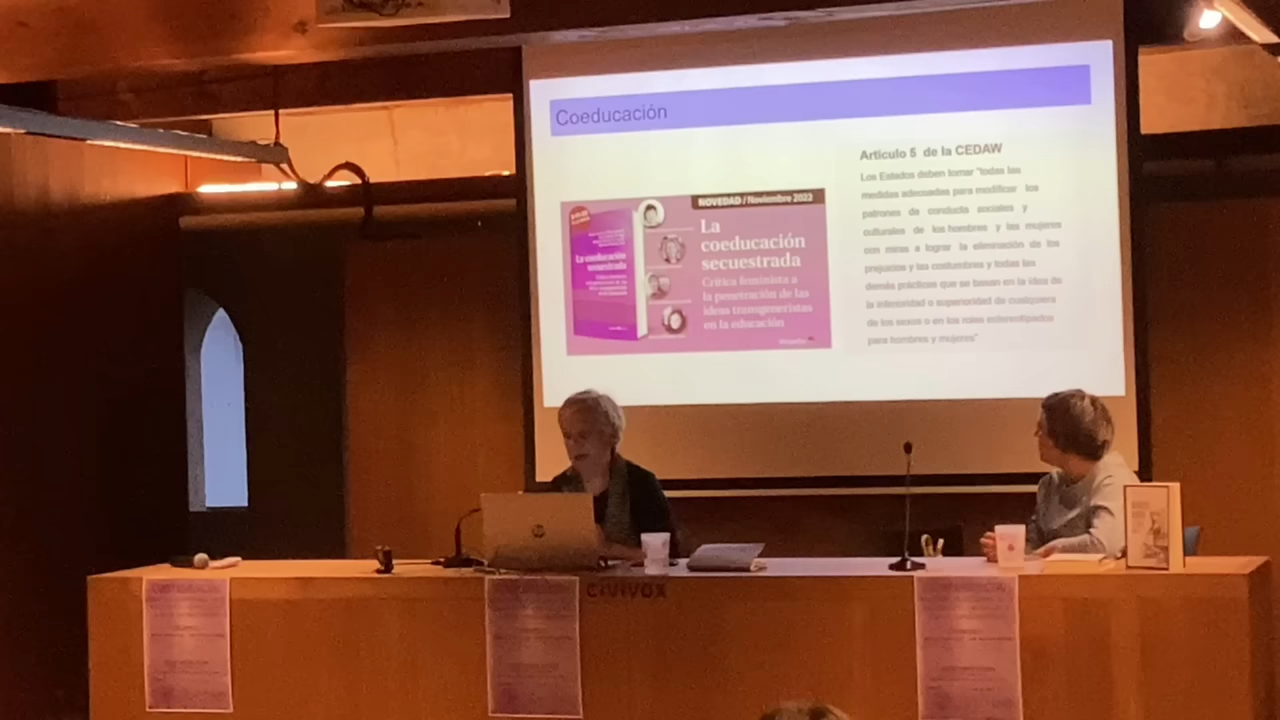 Coeducación
NOVEDAD / Noviembre 2022
La
coeducación
secuestrada
Crítica feminista a
la penetración de las
ideas transgeneristas
en la educación
La coeducación
secuestrada
Artículo 5 de la CEDAW
Los Estados deben tomar "todas las
medidas adecuadas para modificar los
patrones de conducta sociales y
culturales de los hombres y las mujeres
con miras a lograr la eliminación de los
prejuicios y las costumbres y todas las
demás prácticas que se basan en la idea de
la inferioridad o superioridad de cualquiera
de los sexos o en los roles estereotipados
para hombres y mujeres"
CIVIVOX